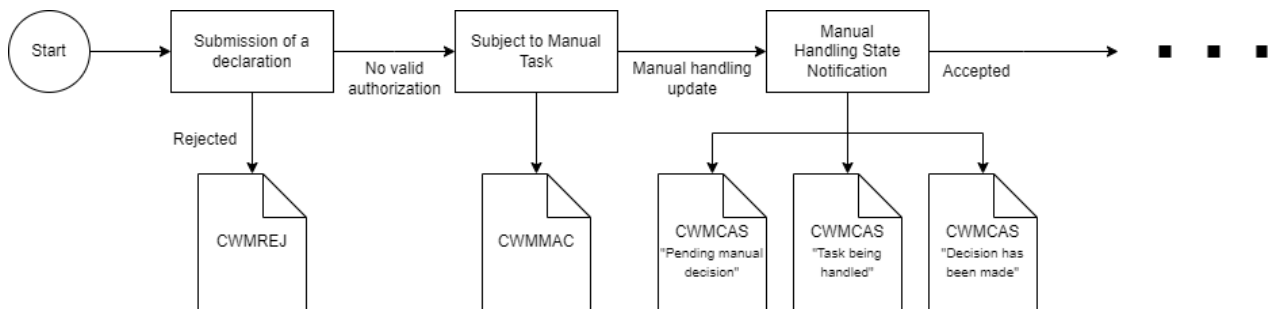 Start
Submission of a
declaration
No valid
authorization
Subject to Manual
Task
Manual handling
update
Manual
Handling State
Notification
Accepted
Rejected
CWMREJ
CWMMAC
CWMCAS
"Pending manual
decision"
CWMCAS
"Task being
handled"
CWMCAS
"Decision has
been made"